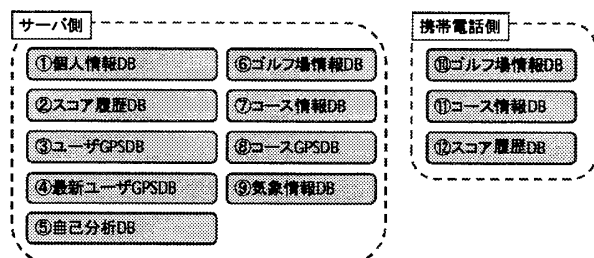 サーバ側
①個人情報DB
②スコア履歴DB
③ユーザGPSDB
④最新ユーザGPSDB
⑤自己分析DB
⑥ゴルフ場情報DB
⑦コース情報DB
⑧コースGPSDB
⑨気象情報DB
携帯電話側
⑩ゴルフ場情報DB
⑪コース情報DB
⑫スコア履歴DB